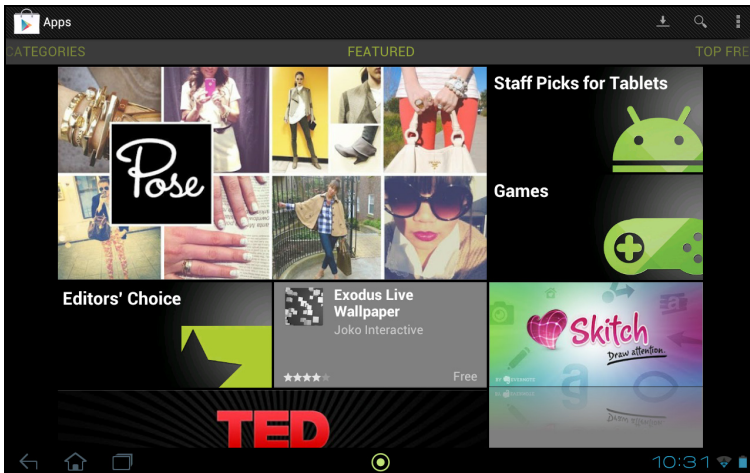 Apps
CATEGORIES
FEATURED
TOP FRE
Pose
Staff Picks for Tablets
Games
Editors' Choice
Exodus Live
Wallpaper
Joko Interactive
Free
Skitch
Draw attention.
TED
10:31